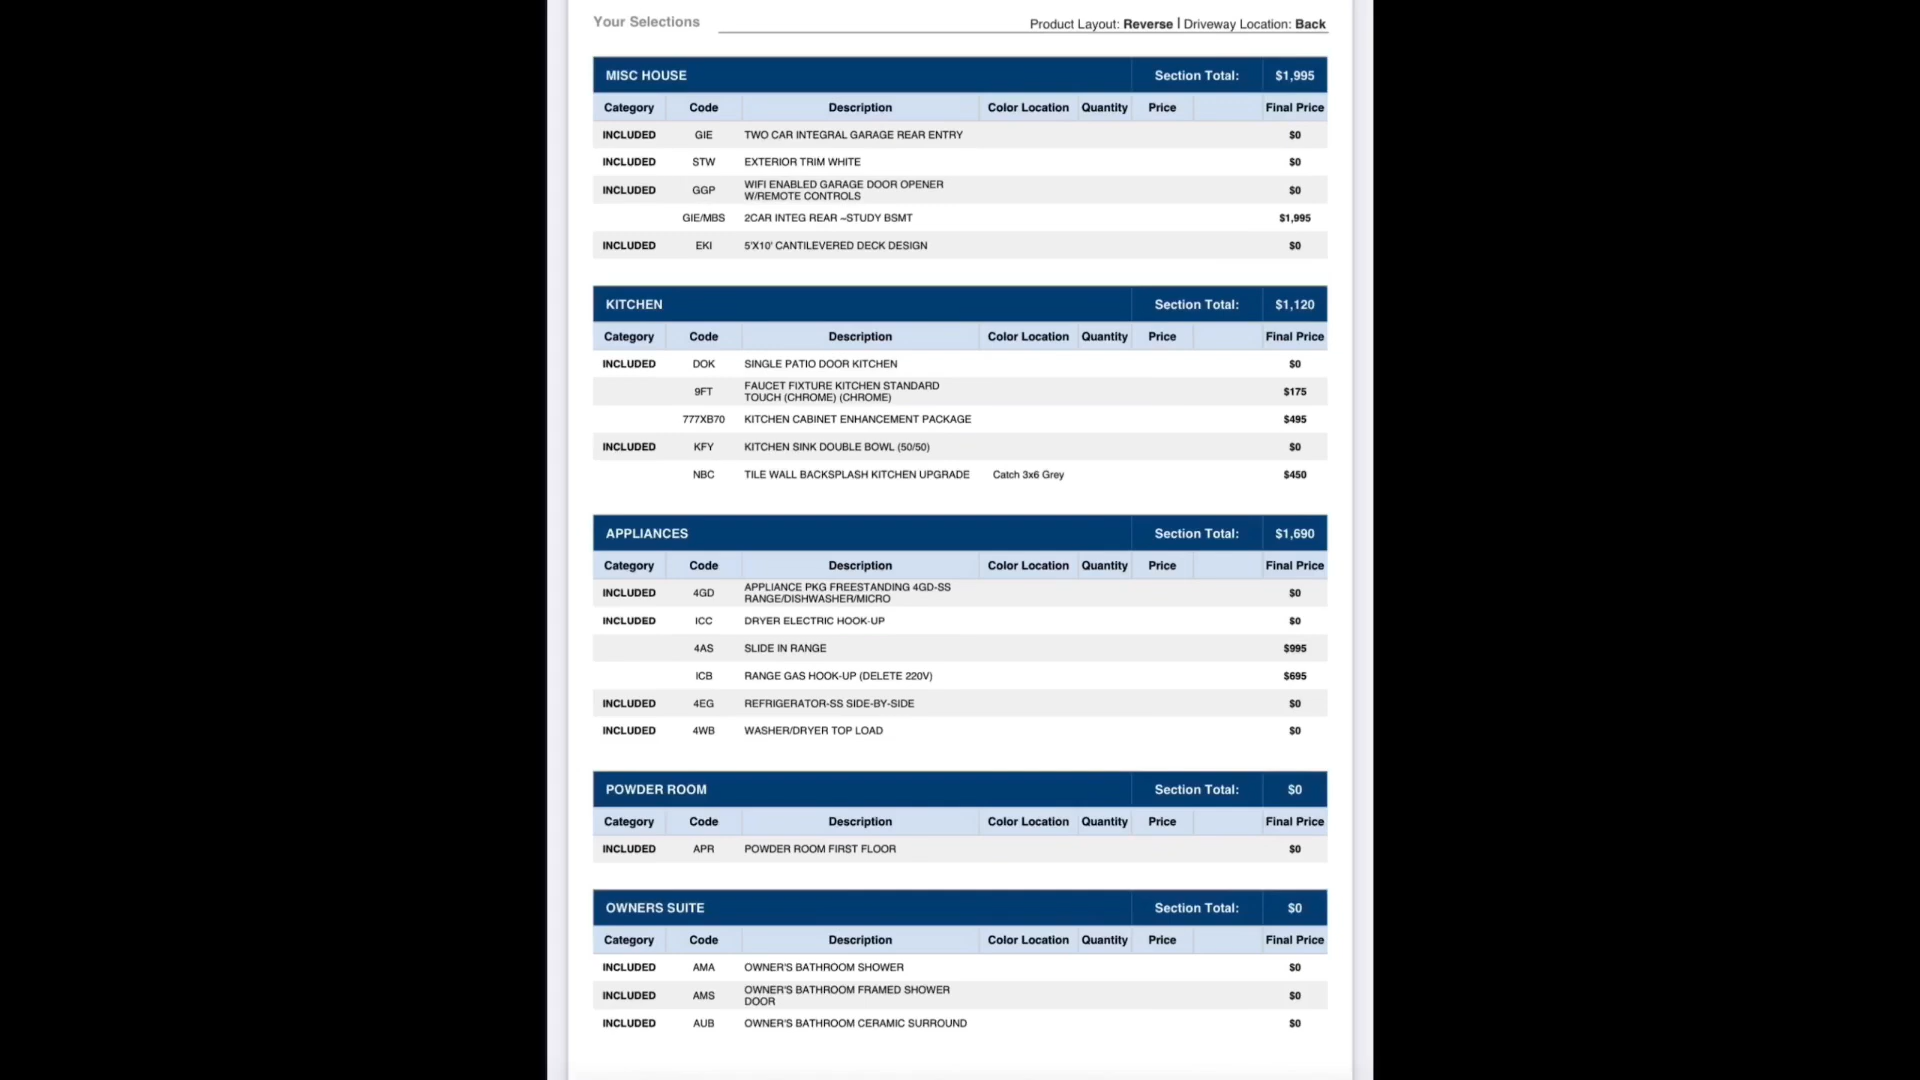 Your Selections
Product Layout: Reverse | Driveway Location: Back
MISC HOUSE Section Total: $1,995
Category Code Description Color Location Quantity Price Final Price
INCLUDED GIE TWO CAR INTEGRAL GARAGE REAR ENTRY $0
INCLUDED STW EXTERIOR TRIM WHITE $0
INCLUDED GGP WIFI ENABLED GARAGE DOOR OPENER
W/REMOTE CONTROLS $0
GIE/MBS 2CAR INTEG REAR ~STUDY BSMT $1,995
INCLUDED EKI 5'X10' CANTILEVERED DECK DESIGN $0
KITCHEN Section Total: $1,120
Category Code Description Color Location Quantity Price Final Price
INCLUDED DOK SINGLE PATIO DOOR KITCHEN $0
9FT FAUCET FIXTURE KITCHEN STANDARD
TOUCH (CHROME) (CHROME) $175
777XB70 KITCHEN CABINET ENHANCEMENT PACKAGE $495
INCLUDED KFY KITCHEN SINK DOUBLE BOWL (50/50) $0
NBC TILE WALL BACKSPLASH KITCHEN UPGRADE Catch 3x6 Grey $450
APPLIANCES Section Total: $1,690
Category Code Description Color Location Quantity Price Final Price
INCLUDED 4GD APPLIANCE PKG FREESTANDING 4GD-SS
RANGE/DISHWASHER/MICRO $0
INCLUDED ICC DRYER ELECTRIC HOOK-UP $0
4AS SLIDE IN RANGE $995
ICB RANGE GAS HOOK-UP (DELETE 220V) $695
INCLUDED 4EG REFRIGERATOR-SS SIDE-BY-SIDE $0
INCLUDED 4WB WASHER/DRYER TOP LOAD $0
POWDER ROOM Section Total: $0
Category Code Description Color Location Quantity Price Final Price
INCLUDED APR POWDER ROOM FIRST FLOOR $0
OWNERS SUITE Section Total: $0
Category Code Description Color Location Quantity Price Final Price
INCLUDED AMA OWNER'S BATHROOM SHOWER $0
INCLUDED AMS OWNER'S BATHROOM FRAMED SHOWER
DOOR $0
INCLUDED AUB OWNER'S BATHROOM CERAMIC SURROUND $0